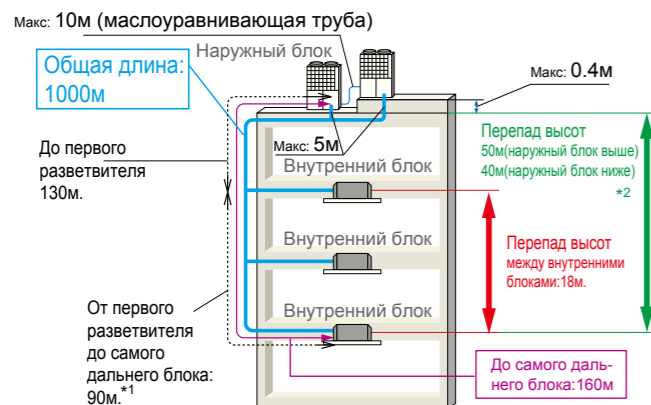 Макс: 10м (маслоуравнивающая труба)
Наружный блок
Общая длина:
1000м
Макс: 0.4м
До первого
разветвителя
130м.
Макс: 5м
Перепад высот
50м(наружный блок выше)
40м(наружный блок ниже)
*2
Внутренний блок
Внутренний блок
Перепад высот
между внутренними
блоками:18м.
От первого
разветвителя
до самого
дальнего блока:
90м.*1
Внутренний блок
До самого даль-
него блока:160м